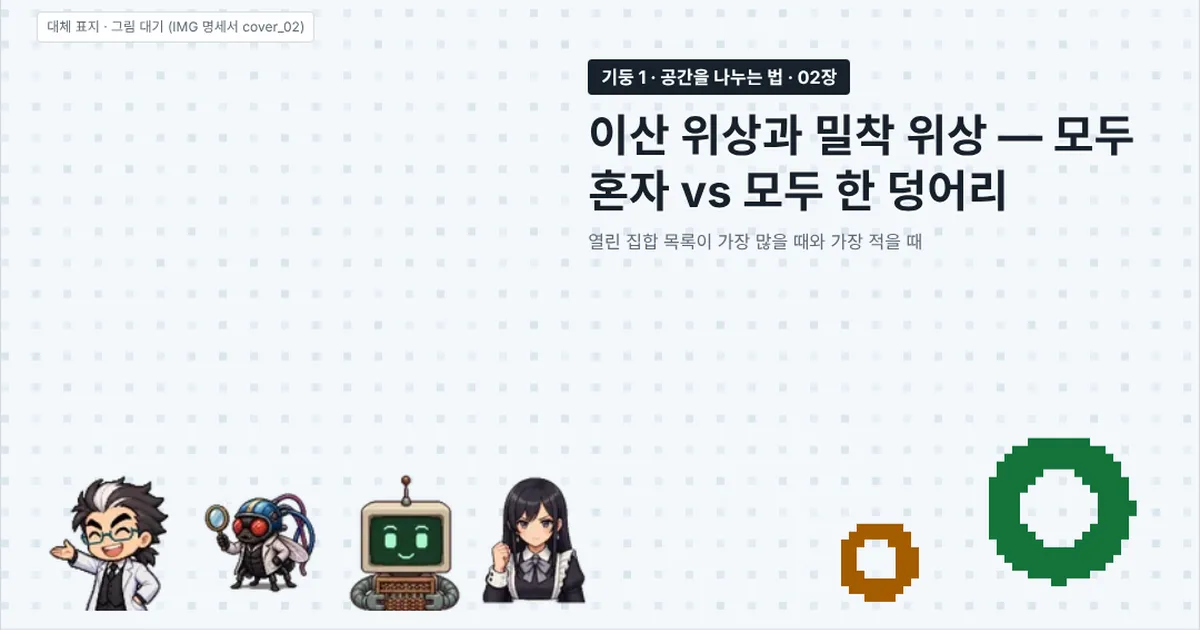 대체 표지 · 그림 대기 (IMG 명세서 cover_02)
기둥 1 · 공간을 나누는 법 · 02장
이산 위상과 밀착 위상 — 모두
혼자 vs 모두 한 덩어리
열린 집합 목록이 가장 많을 때와 가장 적을 때